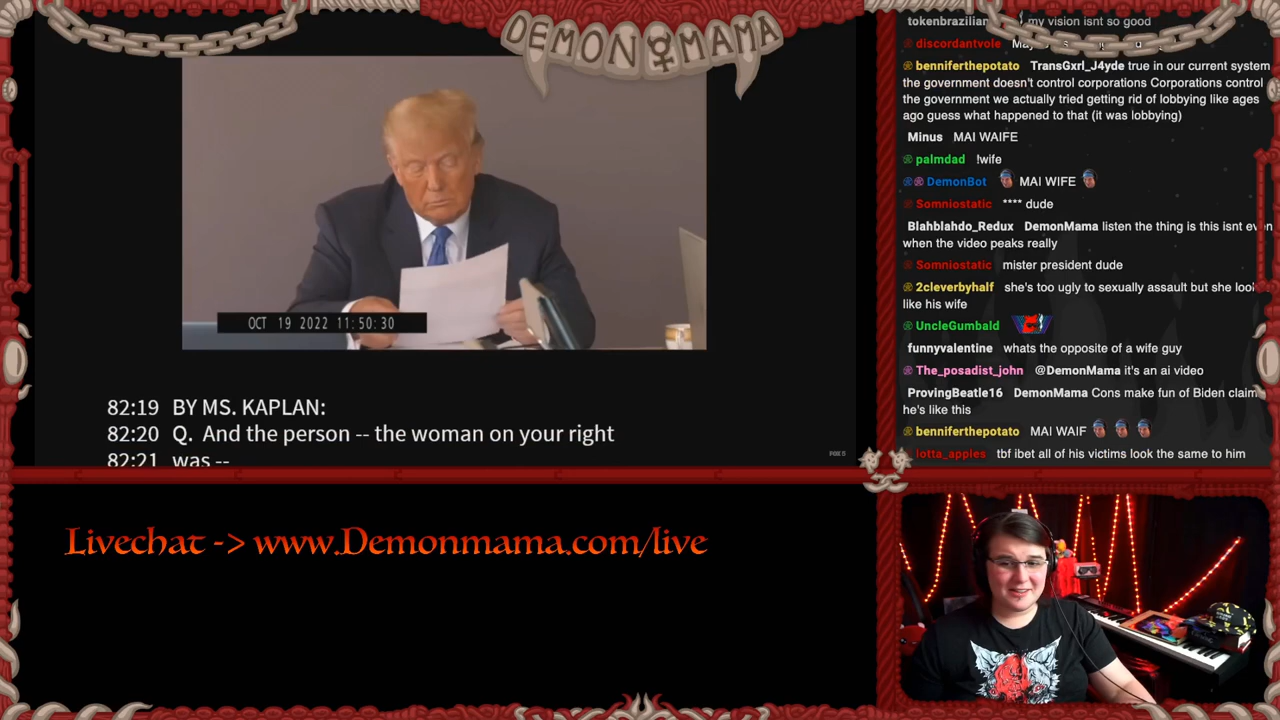 DEMON MAMA
OCT 19 2022 11:50:30
82:19 BY MS. KAPLAN:
82:20 Q. And the person -- the woman on your right
82:21 was --
FOX 5
Livechat -> www.Demonmama.com/live
tokenbrazilian my vision isnt so good
discordantvole
benniferthepotato TransGxrl_J4yde true in our current system
the government doesn't control corporations Corporations control
the government we actually tried getting rid of lobbying like ages
ago guess what happened to that (it was lobbying)
Minus MAI WAIFE
palmdad !wife
DemonBot MAI WIFE
Somniostatic **** dude
Blahblahdo_Redux DemonMama listen the thing is this isnt even
when the video peaks really
Somniostatic mister president dude
2cleverbyhalf she's too ugly to sexually assault but she loo
like his wife
UncleGumbald
funnyvalentine whats the opposite of a wife guy
The_posadist_john @DemonMama it's an ai video
ProvingBeatle16 DemonMama Cons make fun of Biden claim
he's like this
benniferthepotato MAI WAIF
lotta_apples tbf ibet all of his victims look the same to him